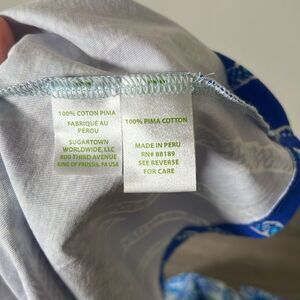 100% COTON PIMA
FABRIQUÉ AU
PÉROU
SUGARTOWN
WORLDWIDE, LLC
800 THIRD AVENUE
KING OF PRUSSIA, PA USA
100% PIMA COTTON
MADE IN PERU
RN# 88189
SEE REVERSE
FOR CARE